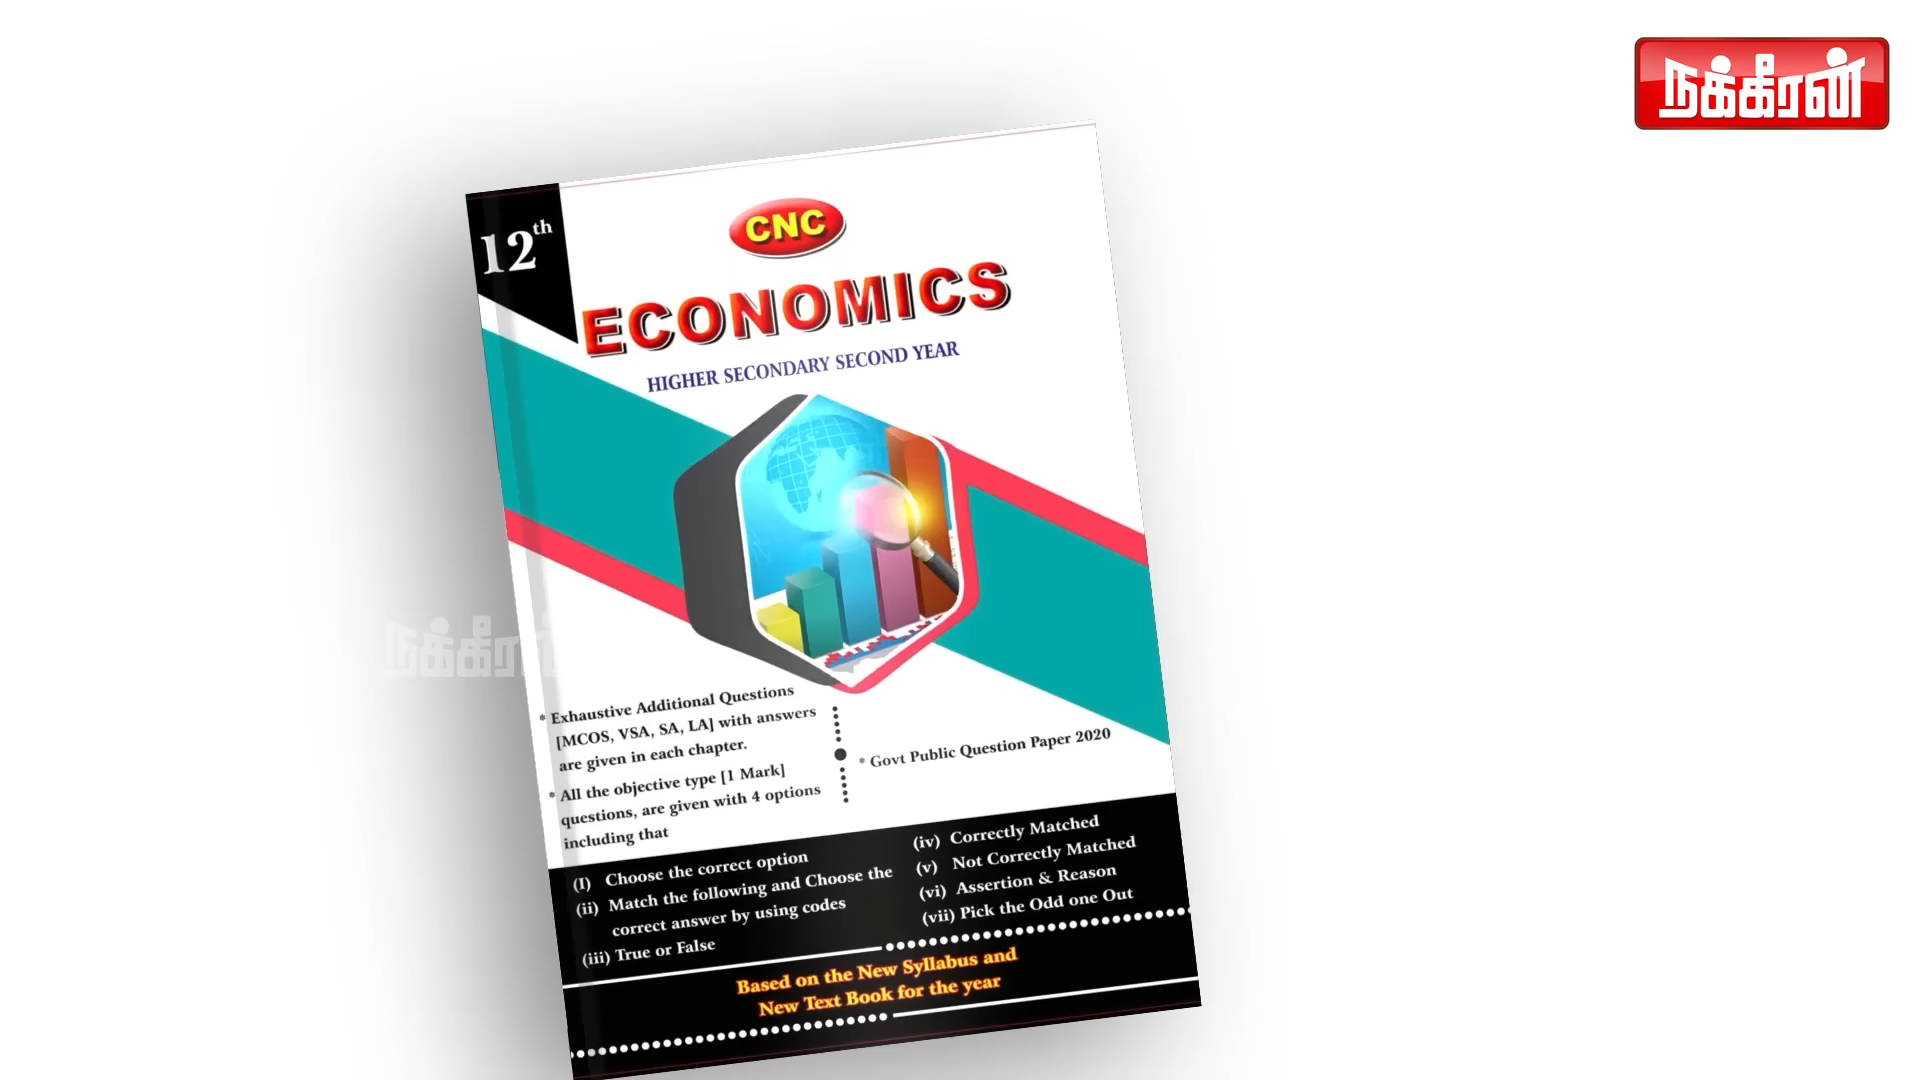 நக்கீரன்
12th
CNC
ECONOMICS
HIGHER SECONDARY SECOND YEAR
நக்கீரன்
* Exhaustive Additional Questions
[MCOS, VSA, SA, LA] with answers
are given in each chapter.
* All the objective type [1 Mark]
questions, are given with 4 options
including that
* Govt Public Question Paper 2020
(I) Choose the correct option
(ii) Match the following and Choose the
correct answer by using codes
(iii) True or False
(iv) Correctly Matched
(v) Not Correctly Matched
(vi) Assertion & Reason
(vii) Pick the Odd one Out
Based on the New Syllabus and
New Text Book for the year